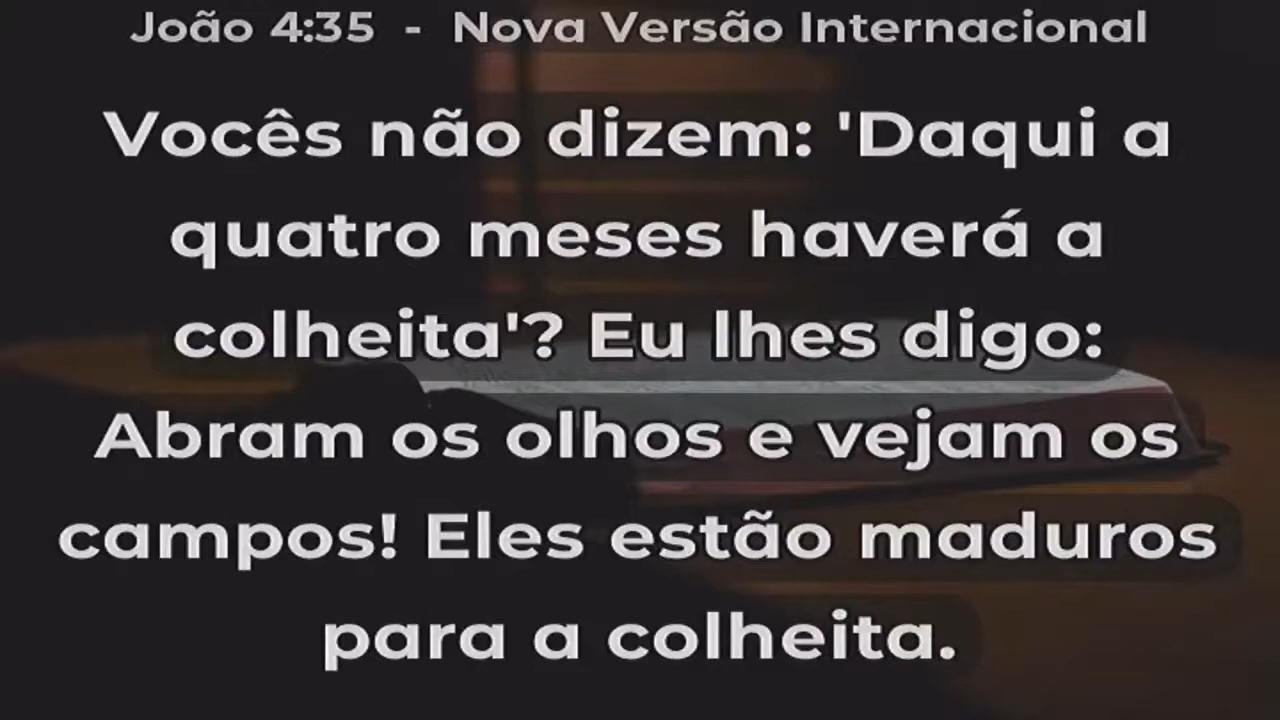 João 4:35 - Nova Versão Internacional
Vocês não dizem: 'Daqui a
quatro meses haverá a
colheita'? Eu lhes digo:
Abram os olhos e vejam os
campos! Eles estão maduros
para a colheita.